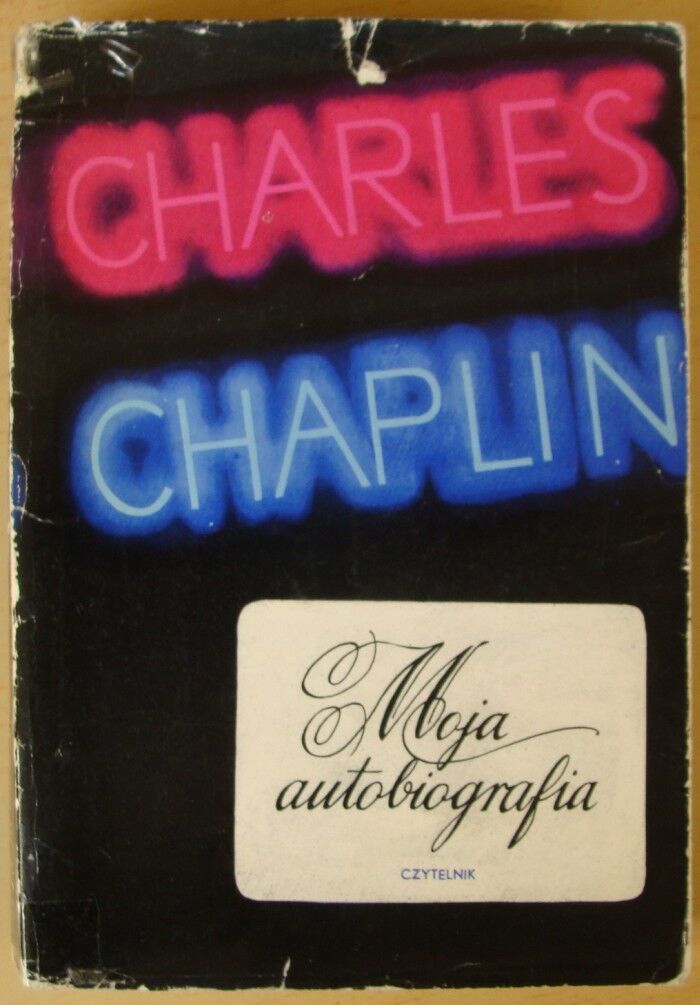 CHARLES
CHAPLIN
Moja
autobiografia
CZYTELNIK